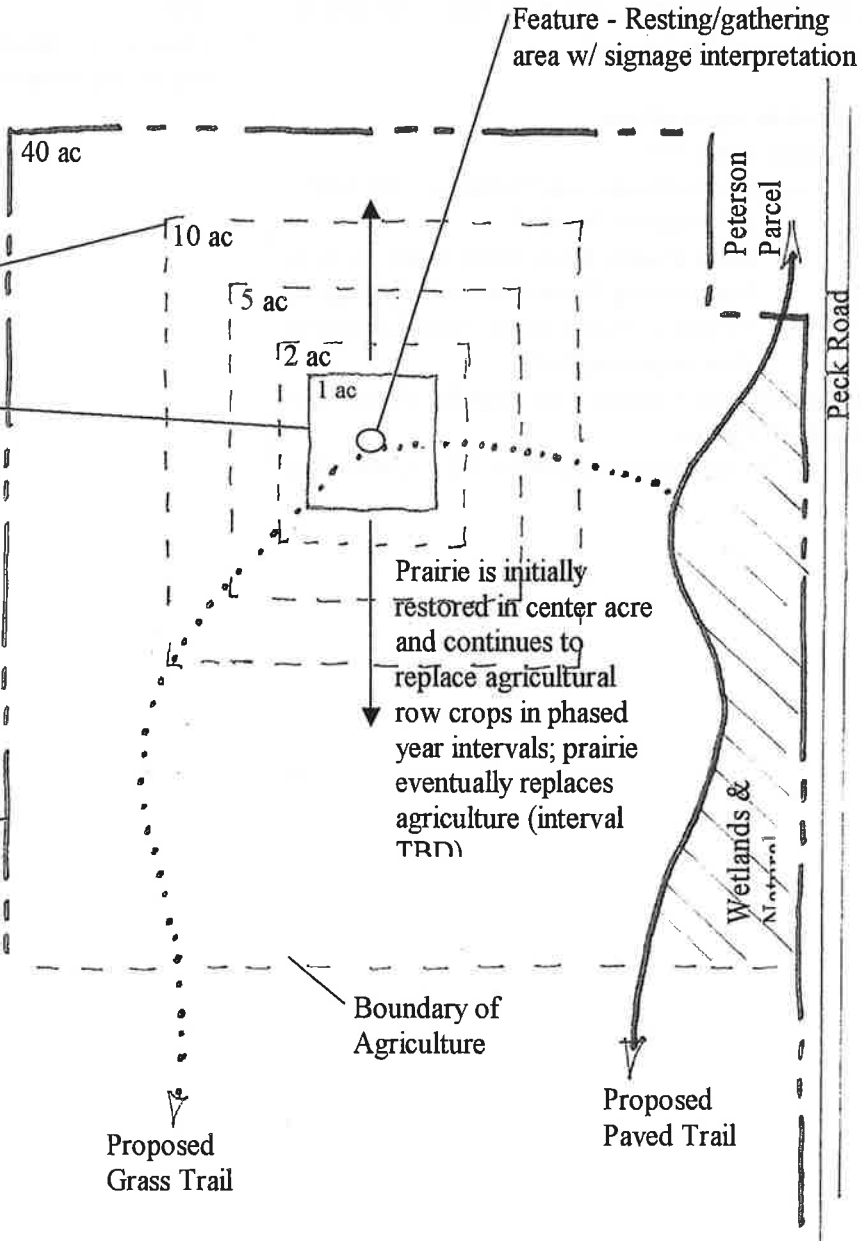 Feature - Resting/gathering
area w/ signage interpretation
40 ac
10 ac
5 ac
2 ac
1 ac
Peterson
Parcel
Peck Road
Prairie is initially
restored in center acre
and continues to
replace agricultural
row crops in phased
year intervals; prairie
eventually replaces
agriculture (interval
TBD)
Wetlands &
Natural
Boundary of
Agriculture
Proposed
Paved Trail
Proposed
Grass Trail